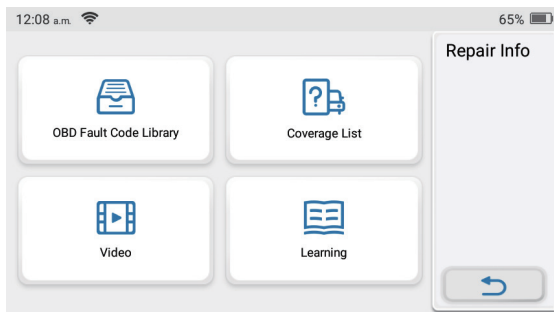 12:08 a.m.
65%
Repair Info
OBD Fault Code Library
Coverage List
Video
Learning